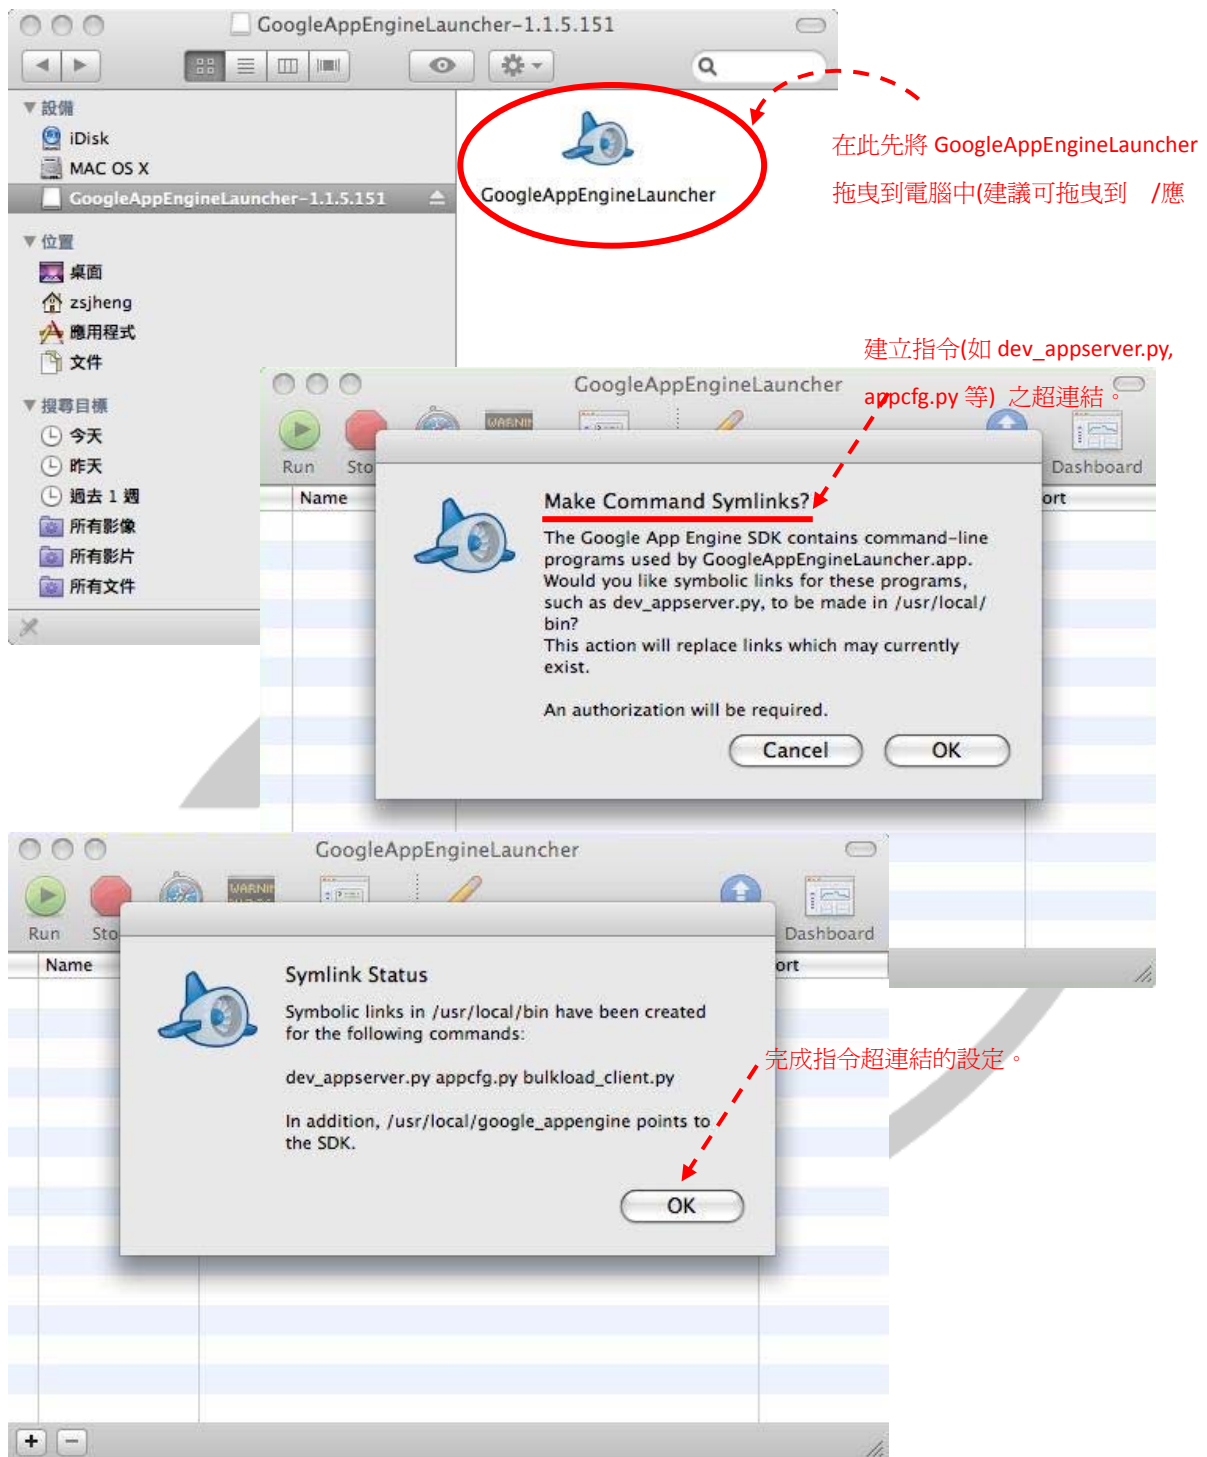 GoogleAppEngineLauncher-1.1.5.151
設備
iDisk
MAC OS X
GoogleAppEngineLauncher-1.1.5.151
位置
桌面
zsjheng
應用程式
文件
搜尋目標
今天
昨天
過去 1 週
所有影像
所有影片
所有文件
GoogleAppEngineLauncher
在此先將 GoogleAppEngineLauncher
拖曳到電腦中(建議可拖曳到 /應
建立指令(如 dev_appserver.py,
appcfg.py 等) 之超連結。
GoogleAppEngineLauncher
Run
Sto
Dashboard
Name
ort
Make Command Symlinks?
The Google App Engine SDK contains command-line
programs used by GoogleAppEngineLauncher.app.
Would you like symbolic links for these programs,
such as dev_appserver.py, to be made in /usr/local/
bin?
This action will replace links which may currently
exist.
An authorization will be required.
Cancel
OK
GoogleAppEngineLauncher
WARNIN
Run
Sto
Dashboard
Name
ort
Symlink Status
Symbolic links in /usr/local/bin have been created
for the following commands:
dev_appserver.py appcfg.py bulkload_client.py
In addition, /usr/local/google_appengine points to
the SDK.
OK
完成指令超連結的設定。